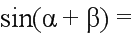 sin(α + β) =